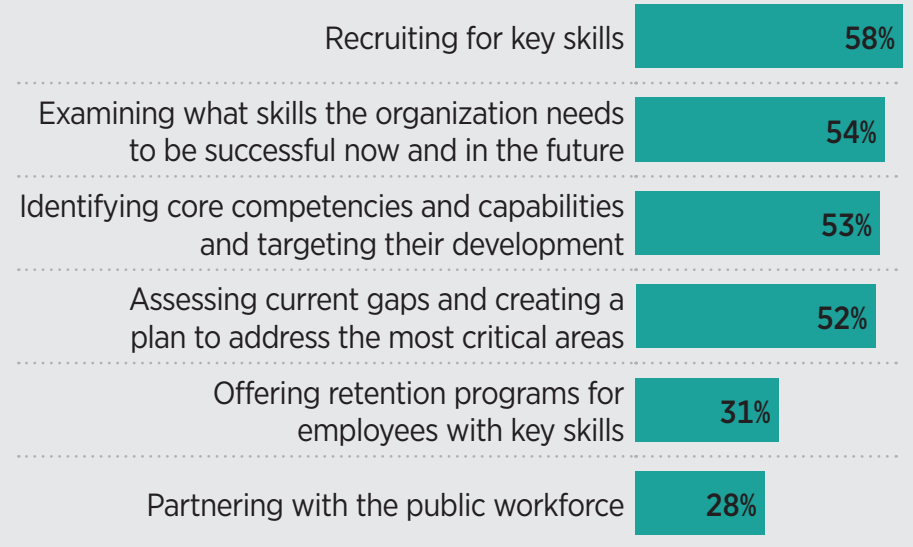 Recruiting for key skills 58%
Examining what skills the organization needs
to be successful now and in the future 54%
Identifying core competencies and capabilities
and targeting their development 53%
Assessing current gaps and creating a
plan to address the most critical areas 52%
Offering retention programs for
employees with key skills 31%
Partnering with the public workforce 28%